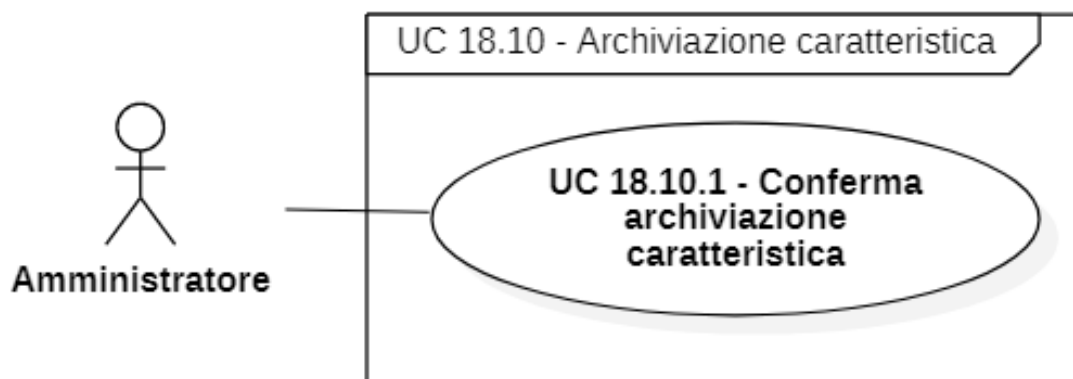 UC 18.10 - Archiviazione caratteristica
UC 18.10.1 - Conferma
archiviazione
caratteristica
Amministratore